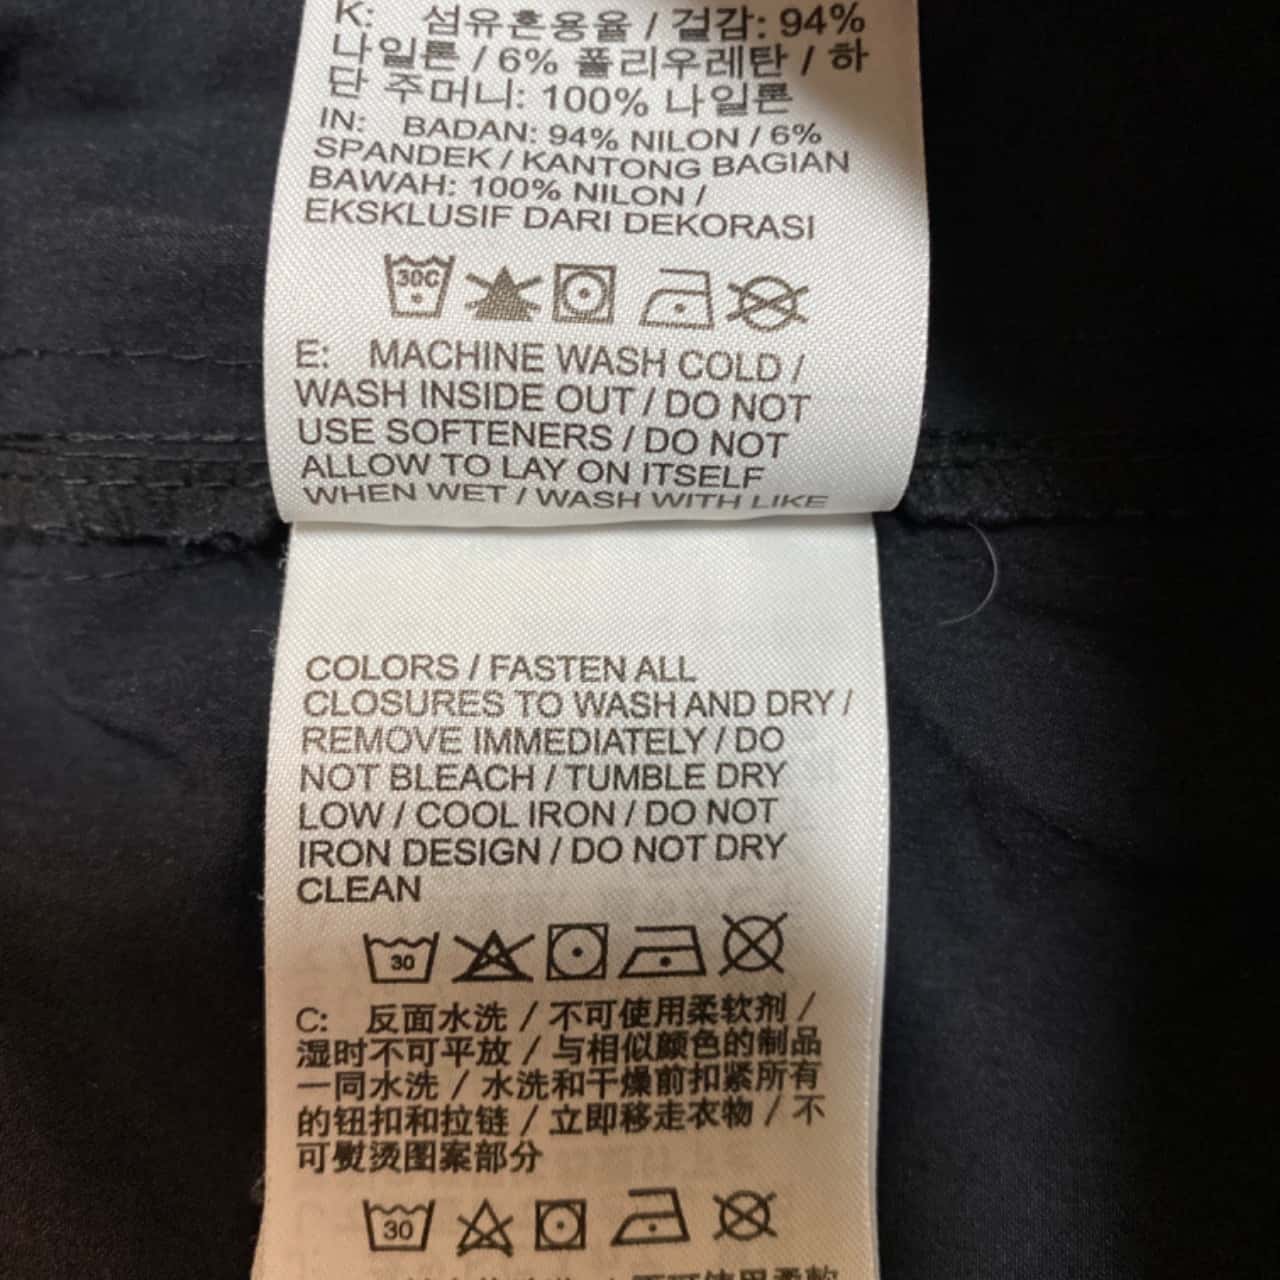 K: 섬유혼용율 / 겉감: 94%
나일론 / 6% 폴리우레탄 / 하
단 주머니: 100% 나일론
IN: BADAN: 94% NILON / 6%
SPANDEK / KANTONG BAGIAN
BAWAH: 100% NILON /
EKSKLUSIF DARI DEKORASI
30C
E: MACHINE WASH COLD /
WASH INSIDE OUT / DO NOT
USE SOFTENERS / DO NOT
ALLOW TO LAY ON ITSELF
WHEN WET / WASH WITH LIKE
COLORS / FASTEN ALL
CLOSURES TO WASH AND DRY /
REMOVE IMMEDIATELY / DO
NOT BLEACH / TUMBLE DRY
LOW / COOL IRON / DO NOT
IRON DESIGN / DO NOT DRY
CLEAN
30
C: 反面水洗 / 不可使用柔软剂 /
湿时不可平放 / 与相似颜色的制品
一同水洗 / 水洗和干燥前扣紧所有
的钮扣和拉链 / 立即移走衣物 / 不
可熨烫图案部分
30